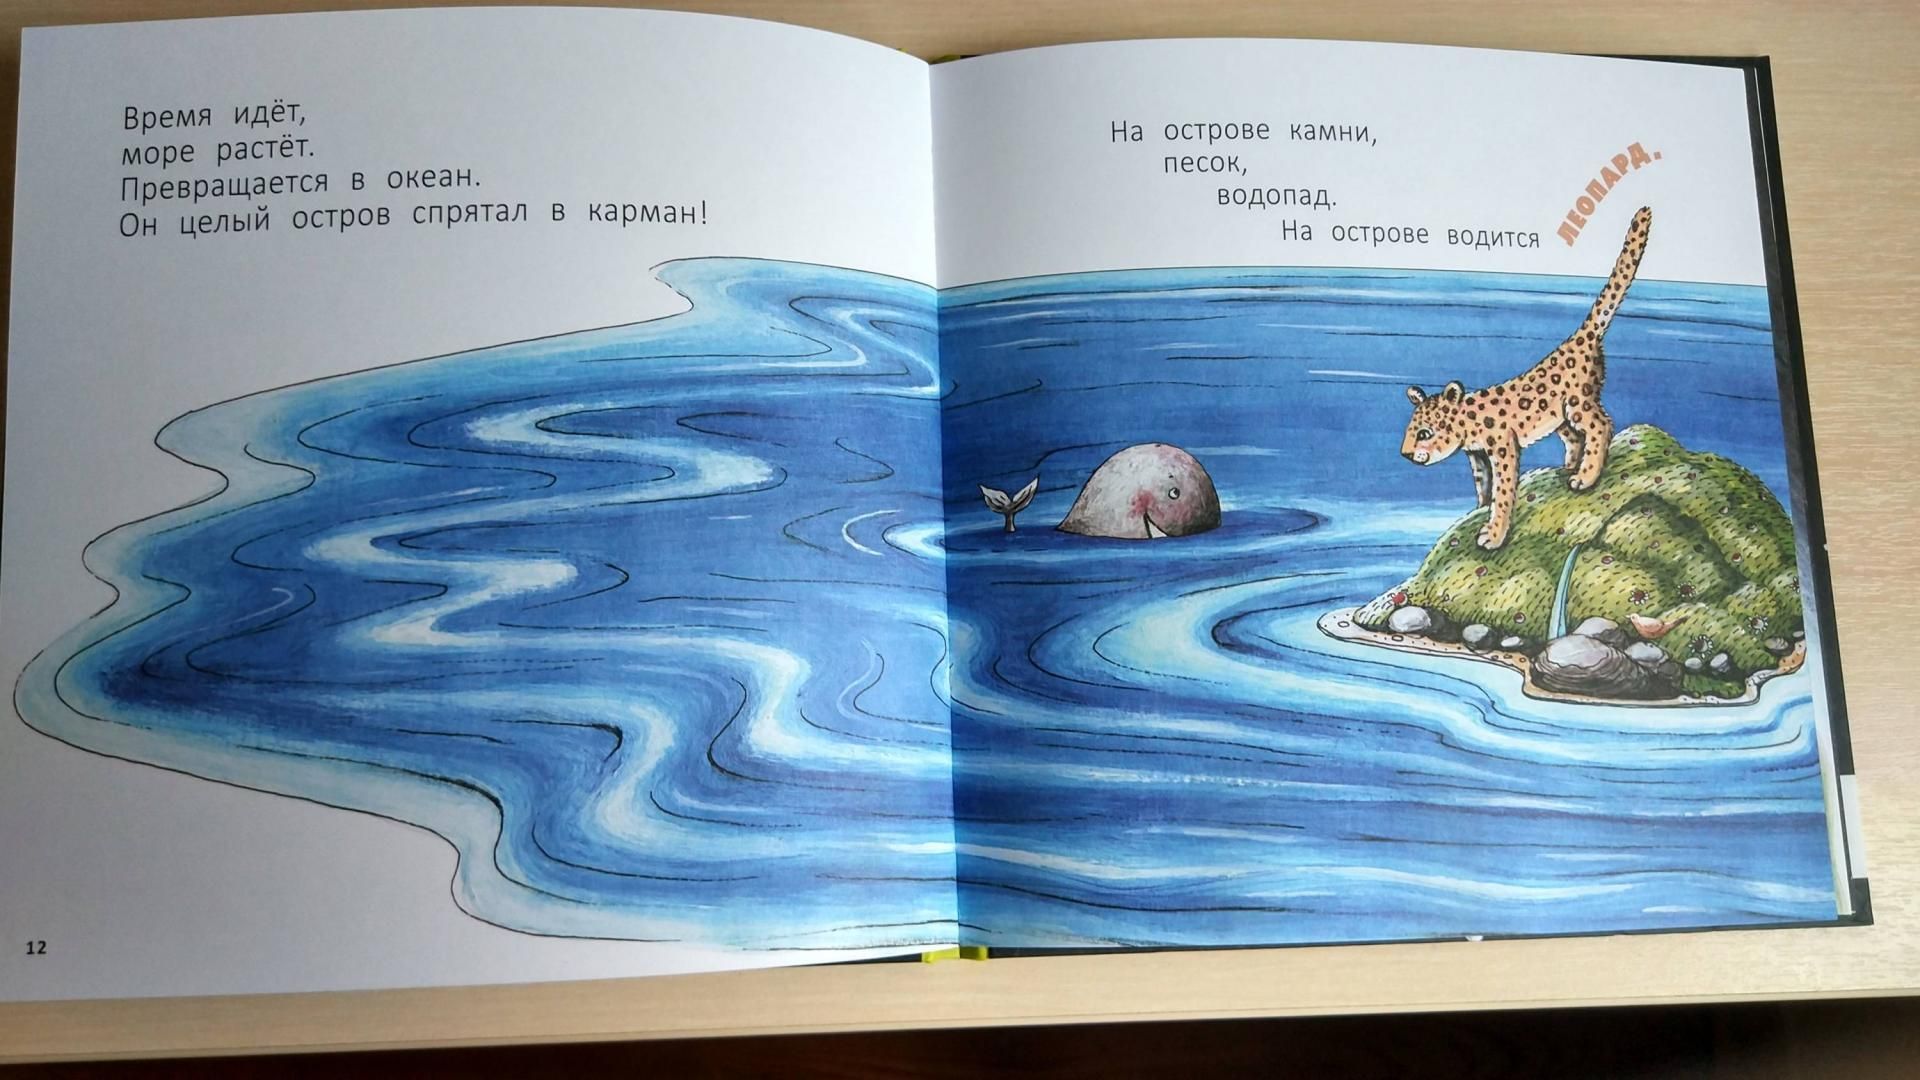 Время идёт,
море растёт.
Превращается в океан.
Он целый остров спрятал в карман!
На острове камни,
песок,
водопад.
На острове водится ЛЕОПАРД.
12